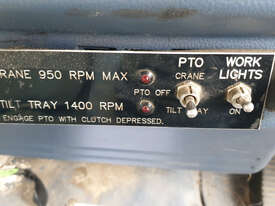 RANE 950 RPM MAX
PTO
CRANE
WORK
LIGHTS
PTO OFF
TILT TRAY 1400 RPM
TILT TRAY
ON
ENGAGE PTO WITH CLUTCH DEPRESSED.